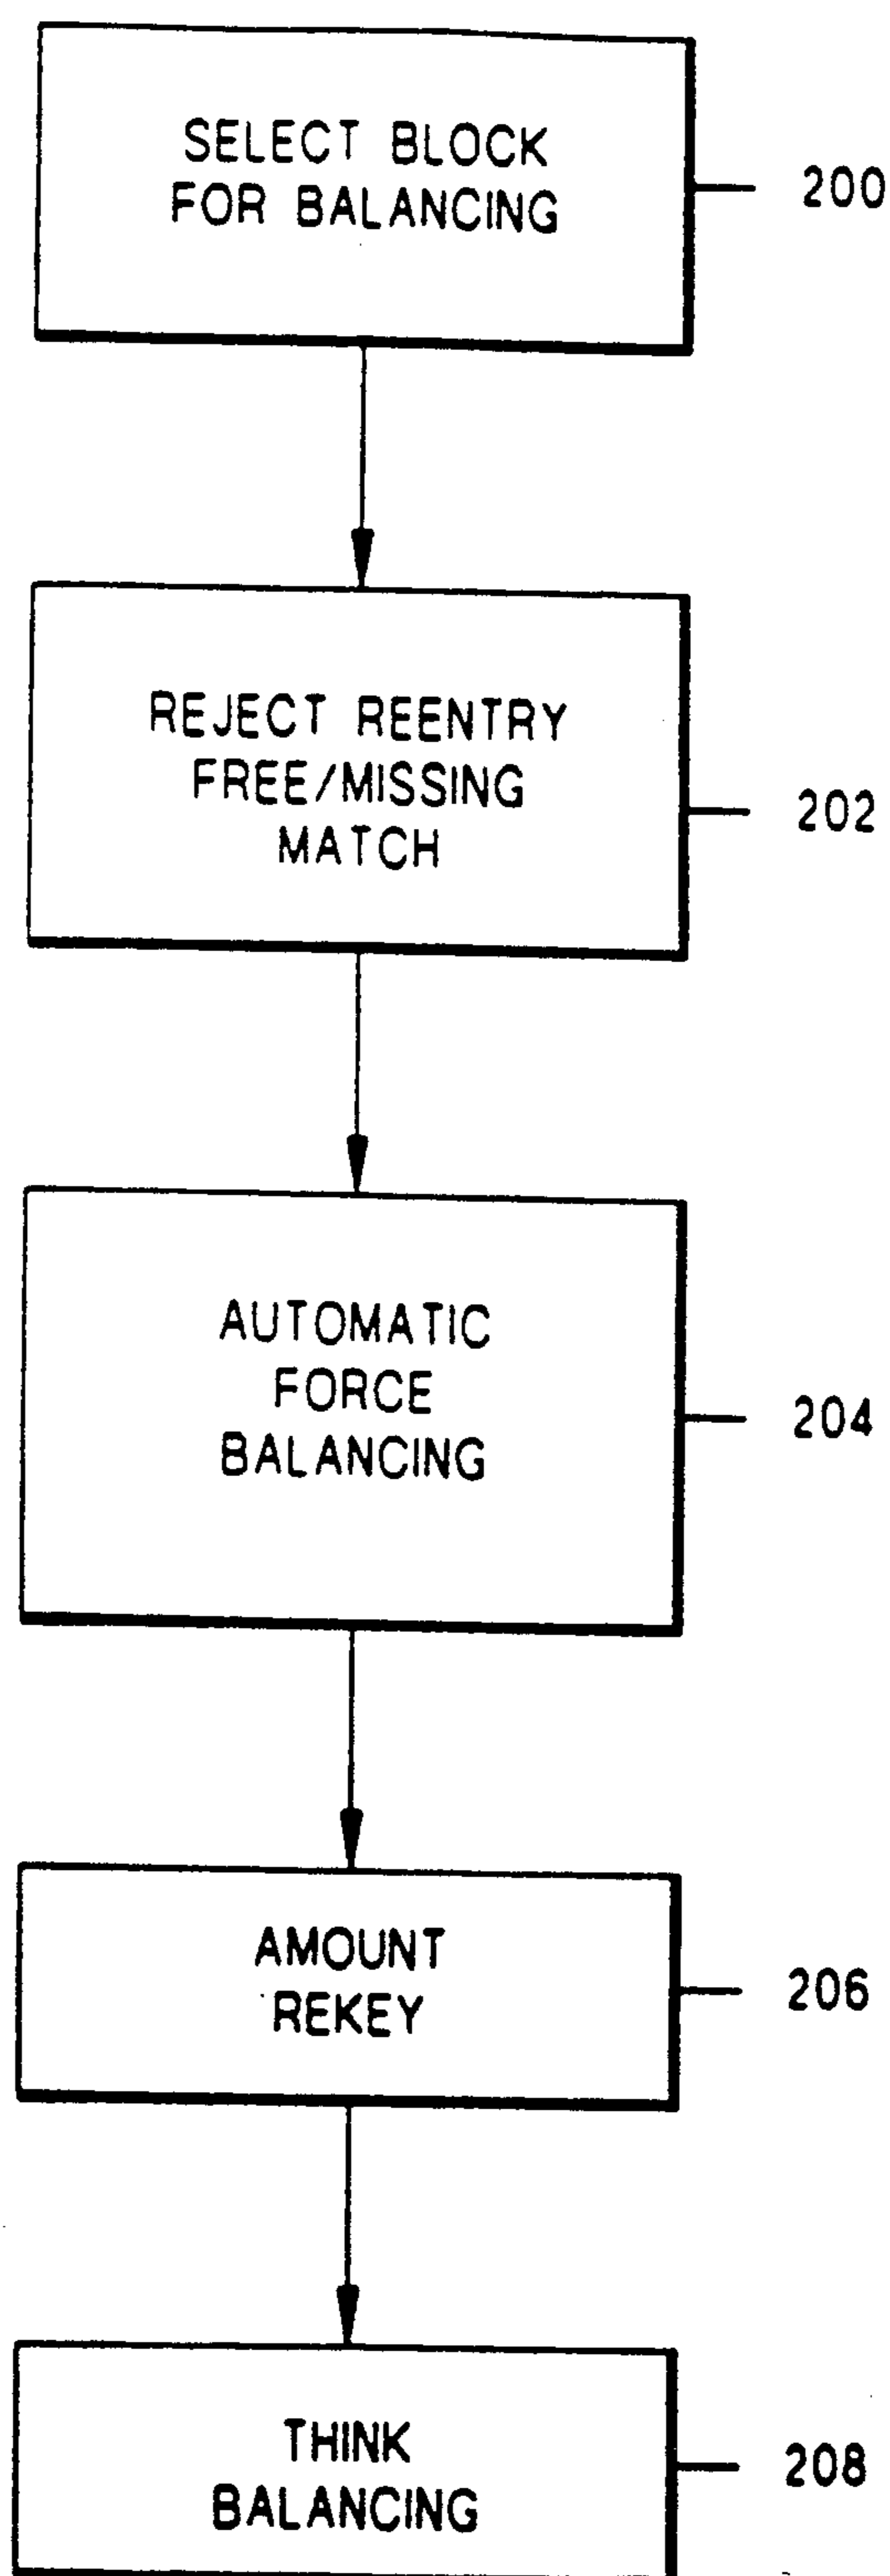 SELECT BLOCK
FOR BALANCING
200
REJECT REENTRY
FREE/MISSING
MATCH
202
AUTOMATIC
FORCE
BALANCING
204
AMOUNT
REKEY
206
THINK
BALANCING
208